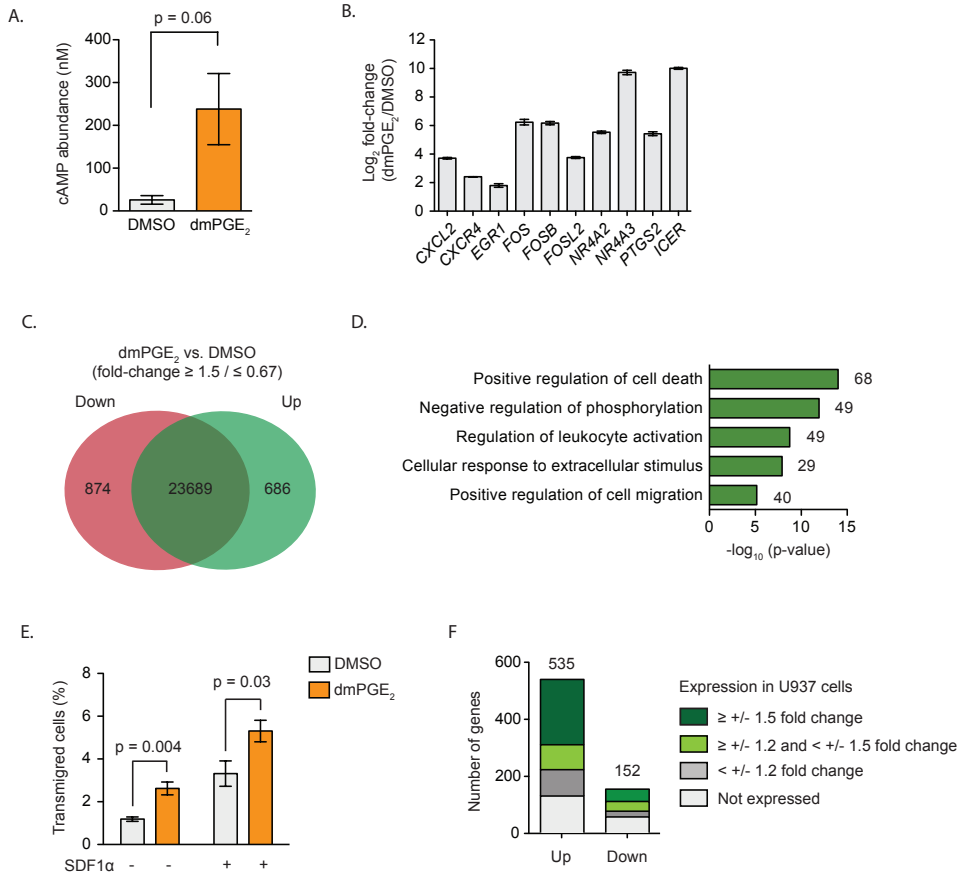 A.
p = 0.06
400
300
200
100
0
cAMP abundance (nM)
DMSO
dmPGE₂
B.
12
10
8
6
4
2
0
Log₂ fold-change
(dmPGE₂/DMSO)
CXCL2
CXCR4
EGR1
FOS
FOSB
FOSL2
NR4A2
NR4A3
PTGS2
ICER
C.
dmPGE₂ vs. DMSO
(fold-change ≥ 1.5 / ≤ 0.67)
Down
Up
874
23689
686
D.
Positive regulation of cell death
68
Negative regulation of phosphorylation
49
Regulation of leukocyte activation
49
Cellular response to extracellular stimulus
29
Positive regulation of cell migration
40
0 5 10 15
-log₁₀ (p-value)
E.
DMSO
dmPGE₂
8
6
4
2
0
Transmigred cells (%)
p = 0.004
p = 0.03
SDF1α - - + +
F
600
400
200
0
Number of genes
535
152
Up
Down
Expression in U937 cells
≥ +/- 1.5 fold change
≥ +/- 1.2 and < +/- 1.5 fold change
< +/- 1.2 fold change
Not expressed